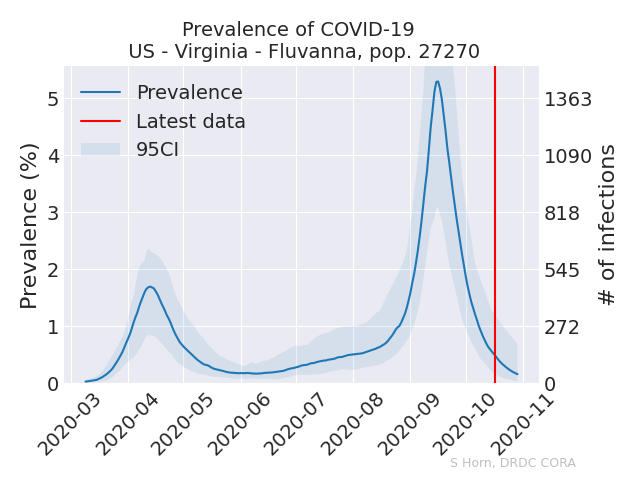 Prevalence of COVID-19
US - Virginia - Fluvanna, pop. 27270
Prevalence
Latest data
95CI
Prevalence (%)
5
4
3
2
1
0
1363
1090
818
545
272
0
# of infections
2020-03
2020-04
2020-05
2020-06
2020-07
2020-08
2020-09
2020-10
2020-11
S Horn, DRDC CORA